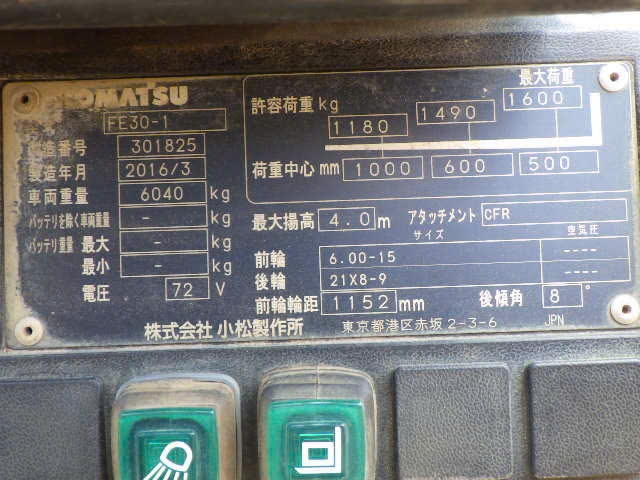 KOMATSU
FE30-1
製造番号 301825
製造年月 2016/3
車両重量 6040 kg
バッテリを除く車両重量 - kg
バッテリ重量 最大 - kg
最小 - kg
電圧 72 V
許容荷重 kg 1180 1490 最大荷重 1600
荷重中心 mm 1000 600 500
最大揚高 4.0 m アタッチメント CFR
サイズ 空気圧
前輪 6.00-15 ----
後輪 21X8-9 ----
前輪輪距 1152 mm 後傾角 8°
株式会社 小松製作所 東京都港区赤坂2-3-6 JPN